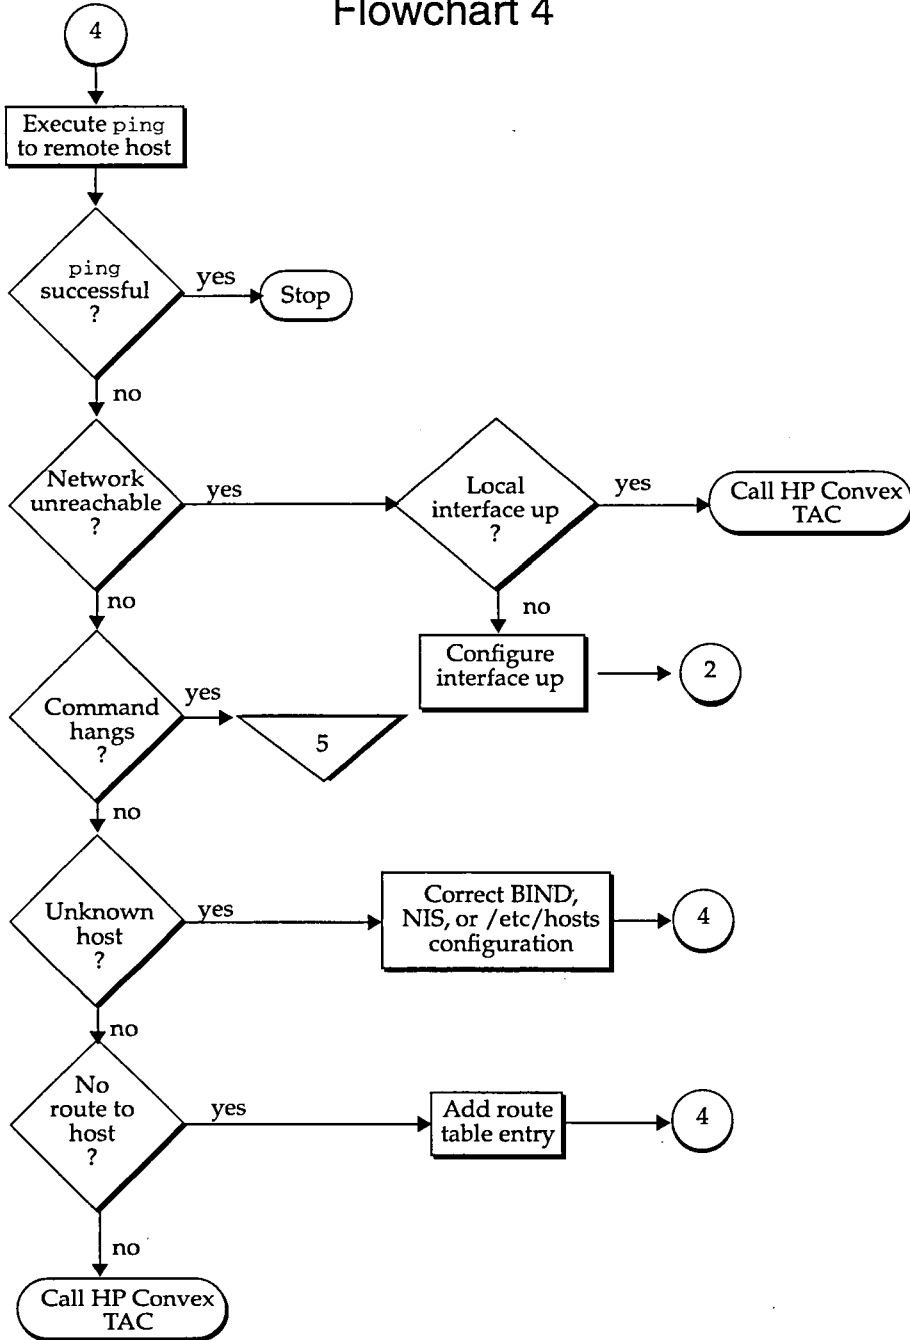 Flowchart 4
4
Execute ping
to remote host
ping
successful
?
yes
Stop
no
Network
unreachable
?
yes
Local
interface up
?
yes
Call HP Convex
TAC
no
no
Configure
interface up
2
Command
hangs
?
yes
5
no
Unknown
host
?
yes
Correct BIND,
NIS, or /etc/hosts
configuration
4
no
No
route to
host
?
yes
Add route
table entry
4
no
Call HP Convex
TAC